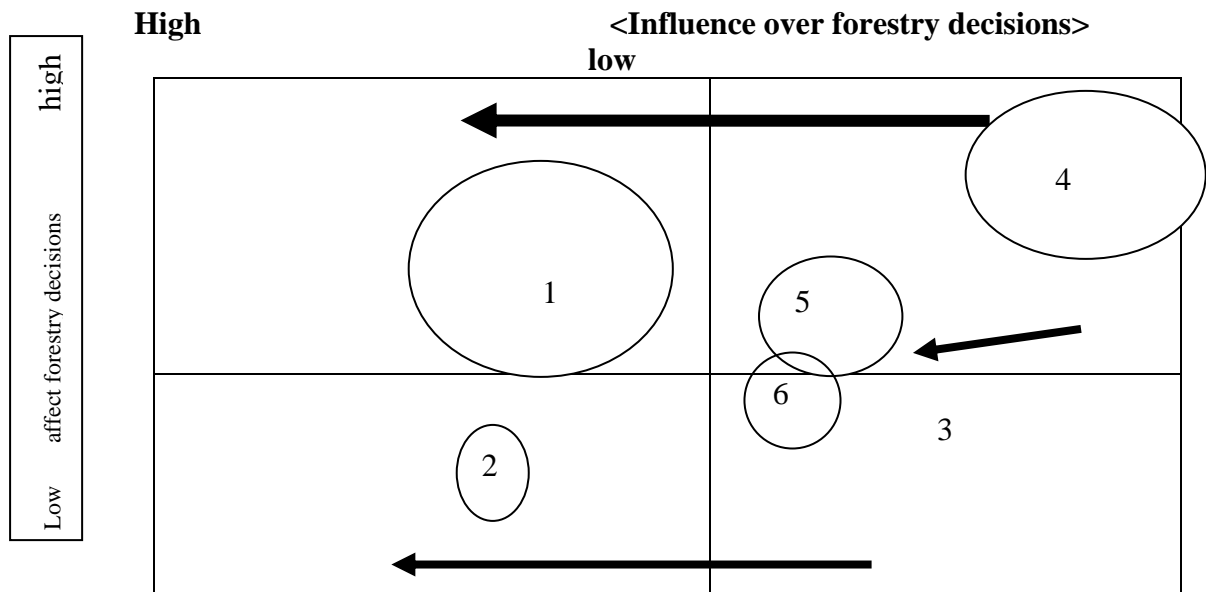 High <Influence over forestry decisions>
low
Low affect forestry decisions high
4
1
5
6
3
2